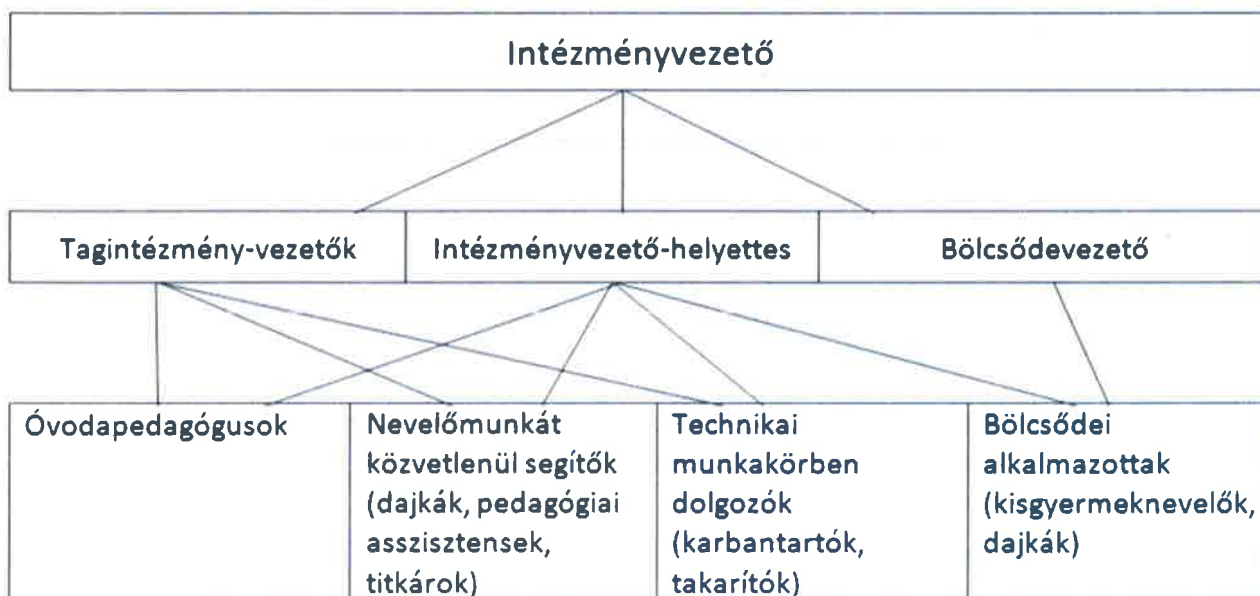 Intézményvezető
Tagintézmény-vezetők
Intézményvezető-helyettes
Bölcsődevezető
Óvodapedagógusok
Nevelőmunkát
közvetlenül segítők
(dajkák, pedagógiai
asszisztensek,
titkárok)
Technikai
munkakörben
dolgozók
(karbantartók,
takarítók)
Bölcsődei
alkalmazottak
(kisgyermeknevelők,
dajkák)